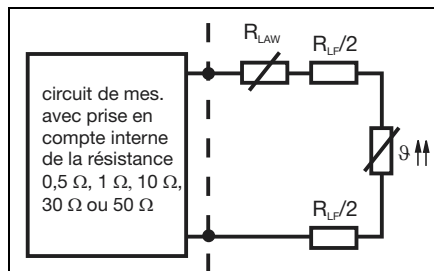 R_LAW R_LF/2
circuit de mes.
avec prise en
compte interne
de la résistance
0,5 Ω, 1 Ω, 10 Ω,
30 Ω ou 50 Ω
ϑ
R_LF/2